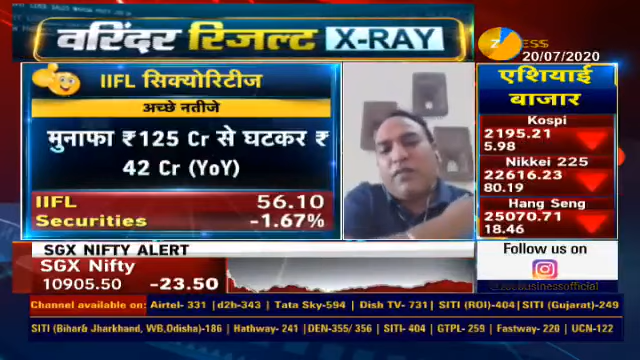 वरिंदर रिजल्ट X-RAY
20/07/2020
IIFL सिक्योरिटीज
अच्छे नतीजे
मुनाफा ₹125 Cr से घटकर ₹
42 Cr (YoY)
IIFL
Securities
56.10
-1.67%
एशियाई
बाजार
Kospi
2195.21
5.98
Nikkei 225
22616.23
80.19
Hang Seng
25070.71
18.46
SGX NIFTY ALERT
SGX Nifty
10905.50 -23.50
Follow us on
@zeebusinessofficial
Channel available on: Airtel- 331 |d2h-343 | Tata Sky-594 | Dish TV- 731| SITI (ROI)-404| SITI (Gujarat)-249
SITI (Bihar& Jharkhand, WB,Odisha)-186 | Hathway- 241 |DEN-355/ 356 | SITI- 404 | GTPL- 259 | Fastway- 220 | UCN-122